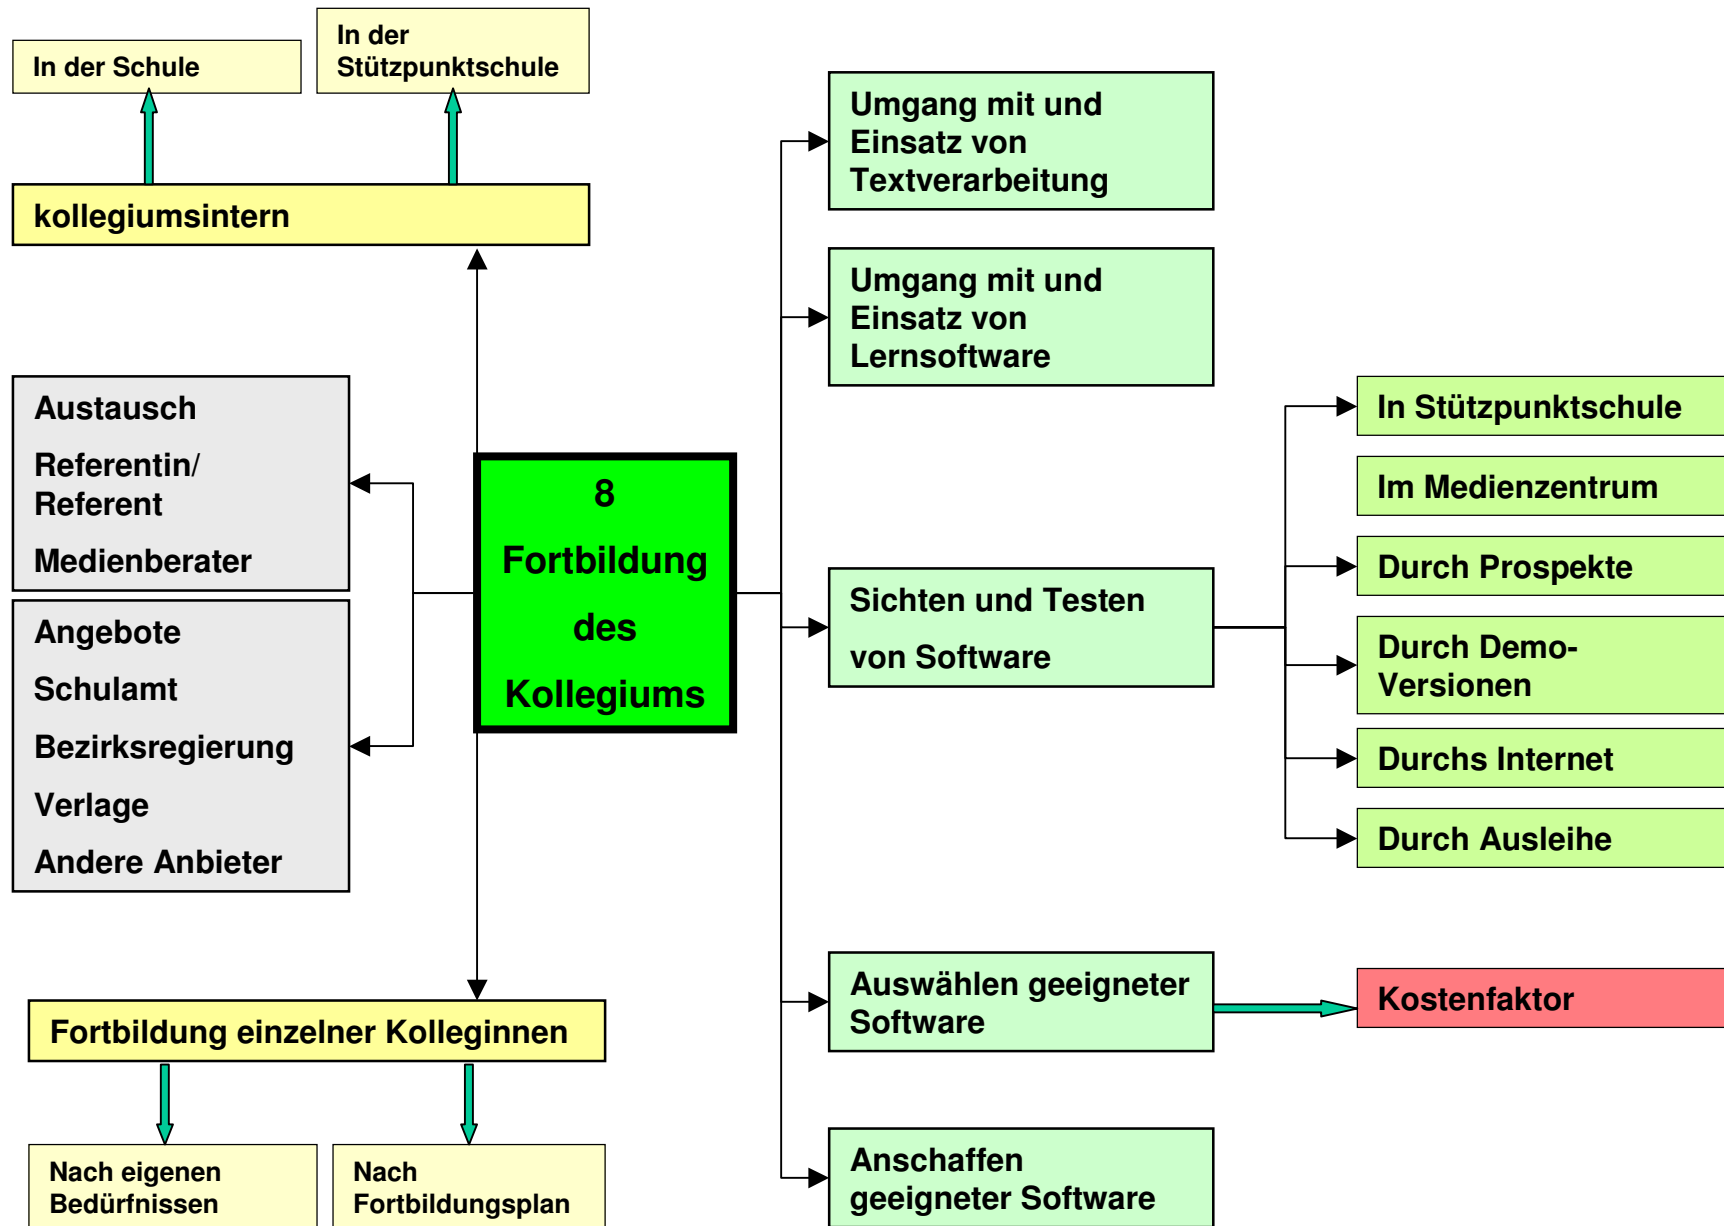 In der Schule
In der
Stützpunktschule
kollegiumsintern
Austausch
Referentin/
Referent
Medienberater
Angebote
Schulamt
Bezirksregierung
Verlage
Andere Anbieter
Fortbildung einzelner Kolleginnen
Nach eigenen
Bedürfnissen
Nach
Fortbildungsplan
8
Fortbildung
des
Kollegiums
Umgang mit und
Einsatz von
Textverarbeitung
Umgang mit und
Einsatz von
Lernsoftware
Sichten und Testen
von Software
Auswählen geeigneter
Software
Anschaffen
geeigneter Software
In Stützpunktschule
Im Medienzentrum
Durch Prospekte
Durch Demo-
Versionen
Durchs Internet
Durch Ausleihe
Kostenfaktor